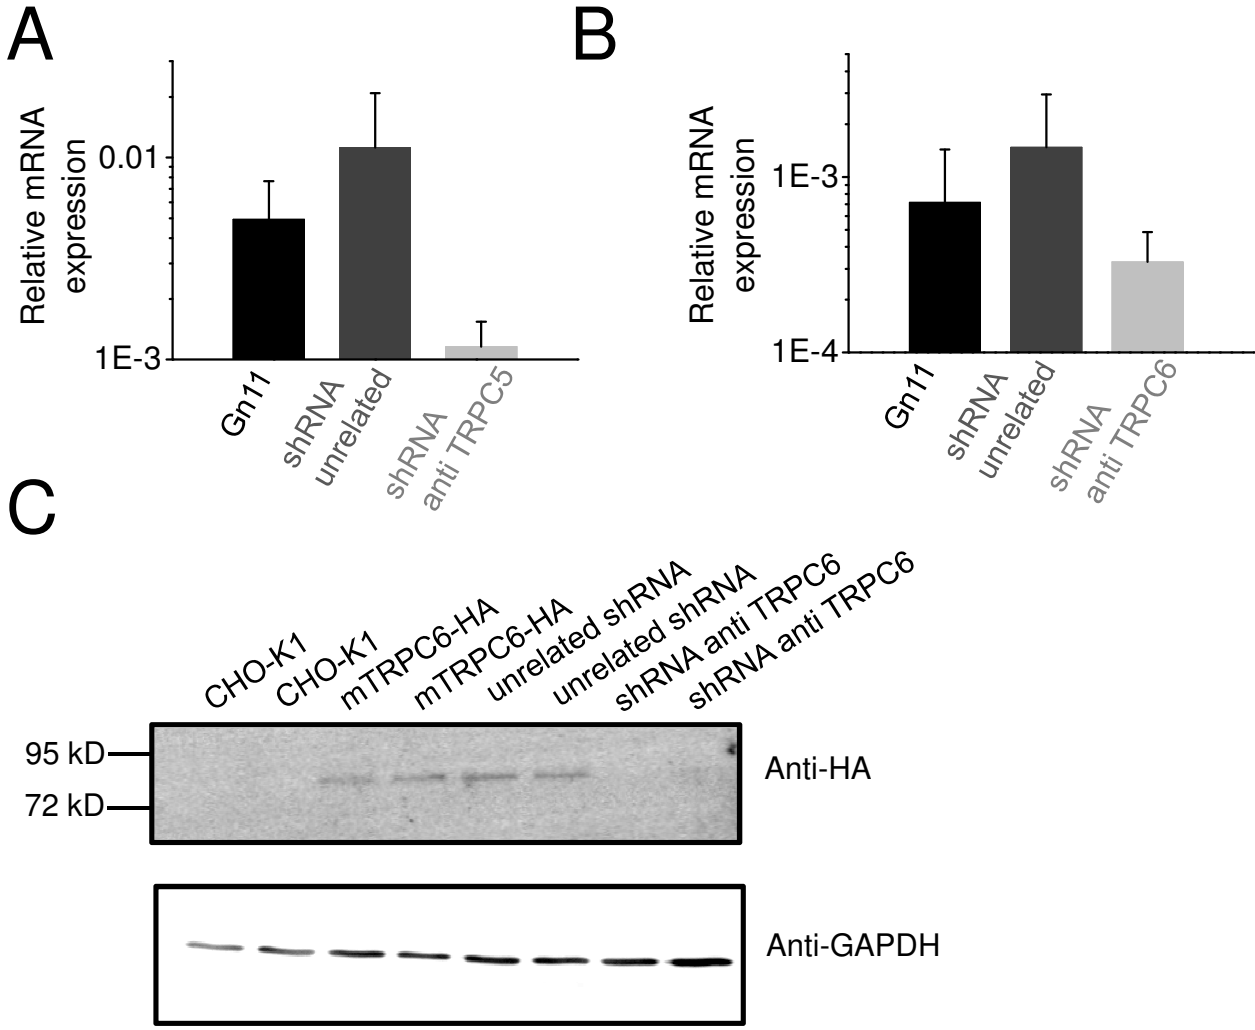 A
Relative mRNA
expression
0.01
1E-3
Gn11
shRNA
unrelated
shRNA
anti TRPC5
B
Relative mRNA
expression
1E-3
1E-4
Gn11
shRNA
unrelated
shRNA
anti TRPC6
C
CHO-K1
CHO-K1
mTRPC6-HA
mTRPC6-HA
unrelated shRNA
unrelated shRNA
shRNA anti TRPC6
shRNA anti TRPC6
95 kD
72 kD
Anti-HA
Anti-GAPDH